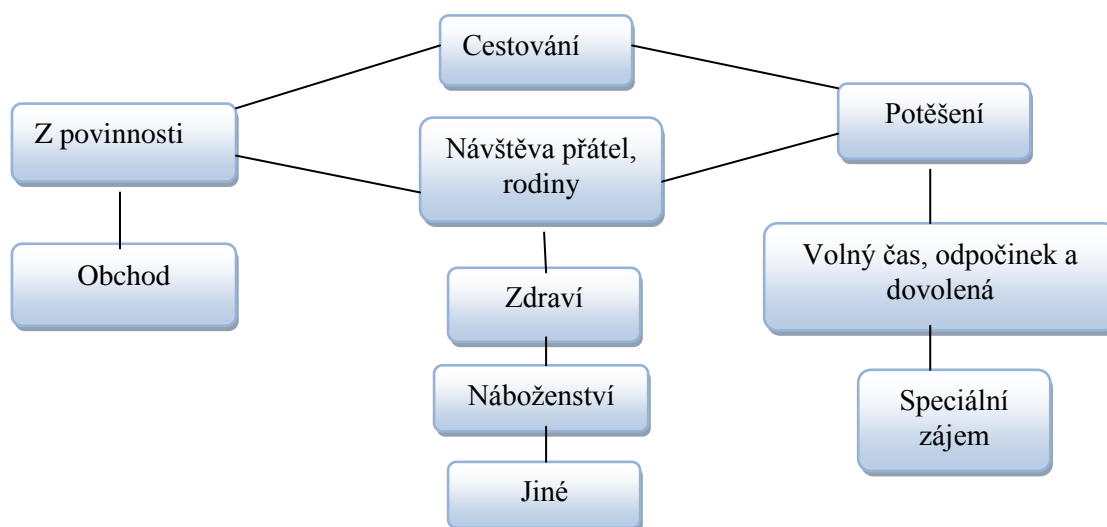 Cestování
Z povinnosti
Potěšení
Návštěva přátel,
rodiny
Obchod
Volný čas, odpočinek a
dovolená
Zdraví
Náboženství
Speciální
zájem
Jiné